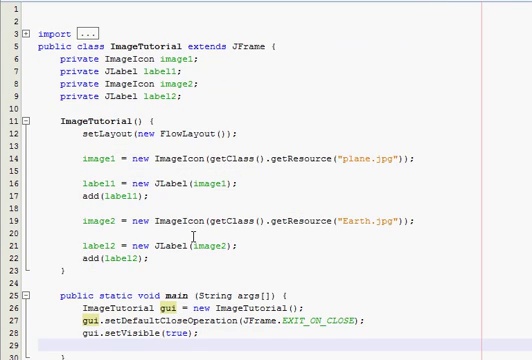 1
2
3 import ...
5 public class ImageTutorial extends JFrame {
6 private ImageIcon image1;
7 private JLabel label1;
8 private ImageIcon image2;
9 private JLabel label2;
10
11 ImageTutorial() {
12 setLayout(new FlowLayout());
13
14 image1 = new ImageIcon(getClass().getResource("plane.jpg"));
15
16 label1 = new JLabel(image1);
17 add(label1);
18
19 image2 = new ImageIcon(getClass().getResource("Earth.jpg"));
20
21 label2 = new JLabel(image2);
22 add(label2);
23 }
24
25 public static void main (String args[]) {
26 ImageTutorial gui = new ImageTutorial();
27 gui.setDefaultCloseOperation(JFrame.EXIT_ON_CLOSE);
28 gui.setVisible(true);
29
}